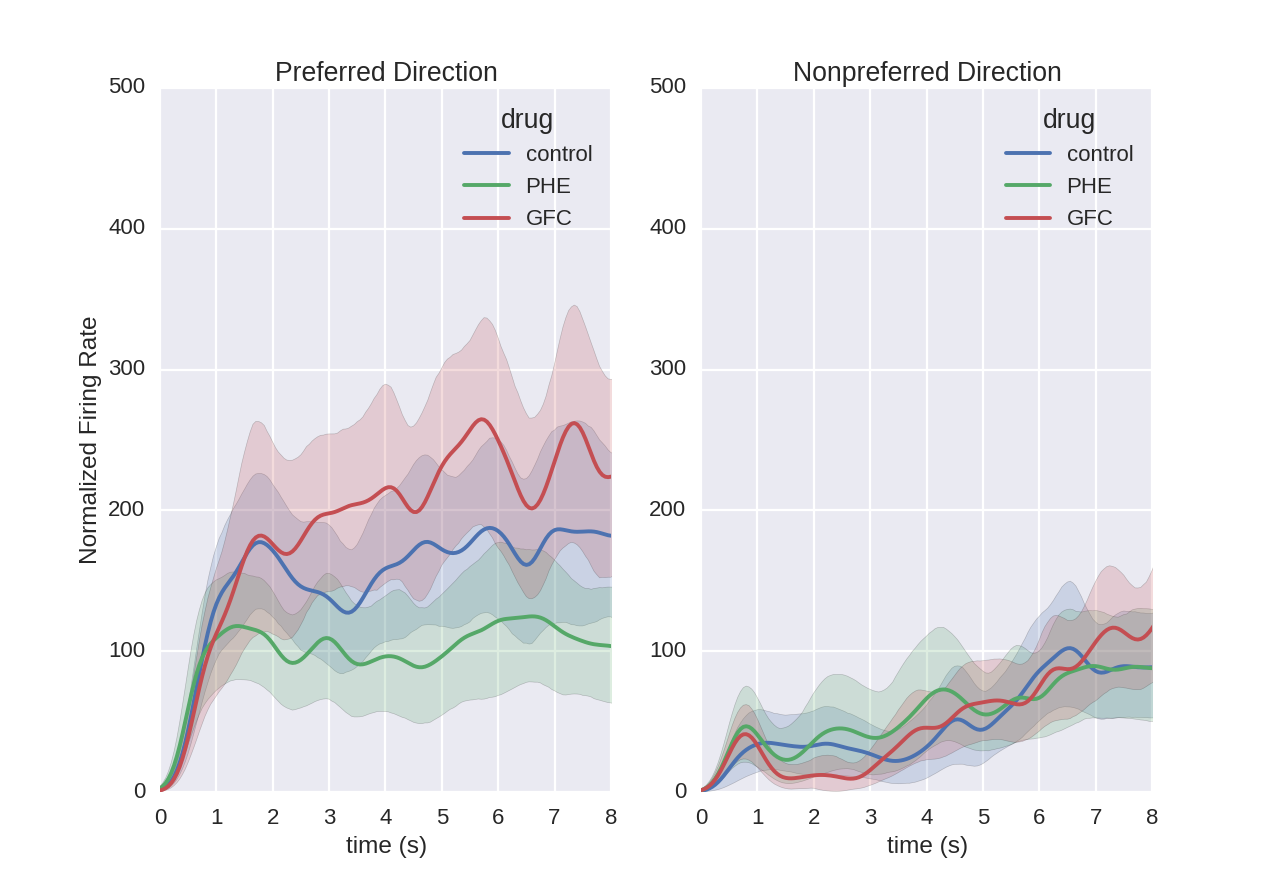 Preferred Direction
500
400
300
200
100
0
Normalized Firing Rate
drug
control
PHE
GFC
0 1 2 3 4 5 6 7 8
time (s)
Nonpreferred Direction
500
400
300
200
100
0
drug
control
PHE
GFC
0 1 2 3 4 5 6 7 8
time (s)